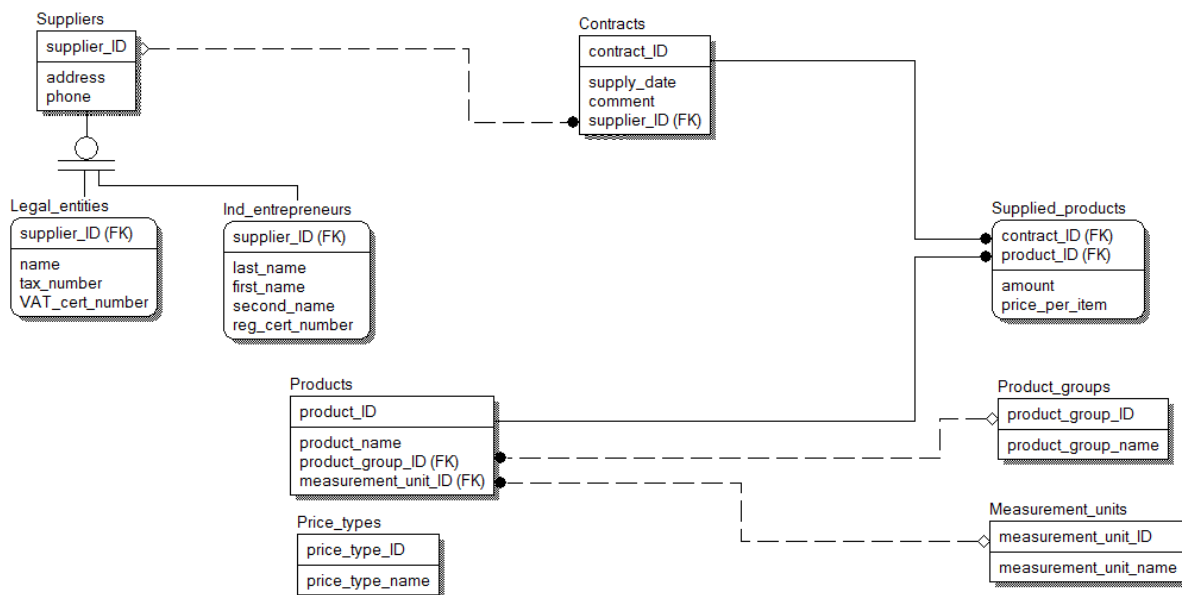 Suppliers
supplier_ID
address
phone
Contracts
contract_ID
supply_date
comment
supplier_ID (FK)
Legal_entities
supplier_ID (FK)
name
tax_number
VAT_cert_number
Ind_entrepreneurs
supplier_ID (FK)
last_name
first_name
second_name
reg_cert_number
Supplied_products
contract_ID (FK)
product_ID (FK)
amount
price_per_item
Products
product_ID
product_name
product_group_ID (FK)
measurement_unit_ID (FK)
Product_groups
product_group_ID
product_group_name
Price_types
price_type_ID
price_type_name
Measurement_units
measurement_unit_ID
measurement_unit_name